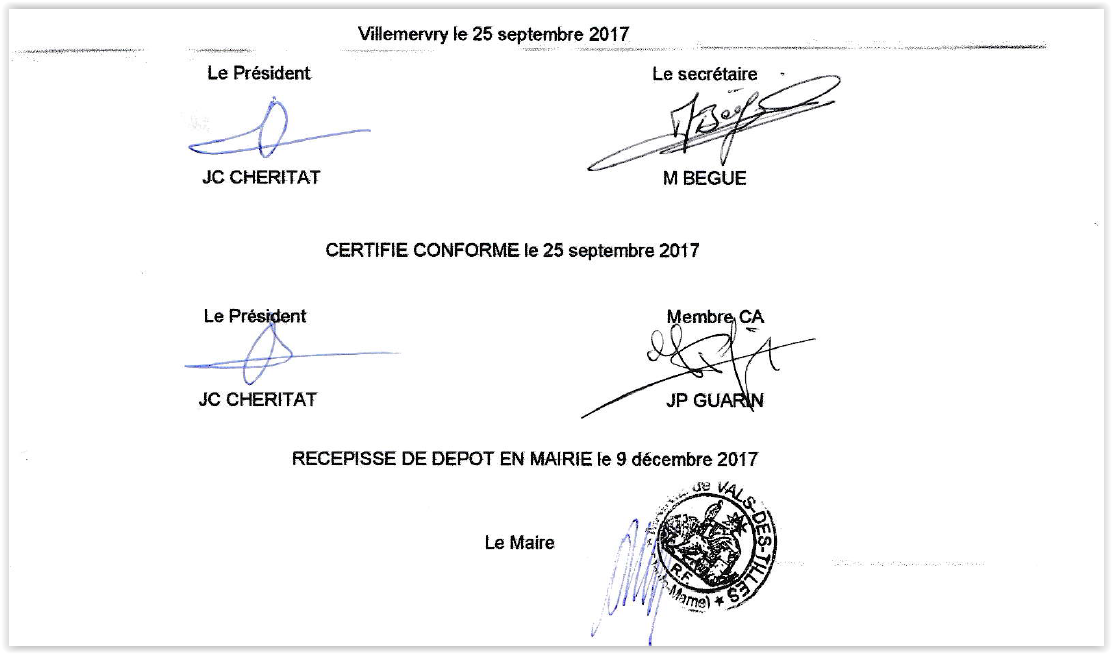 Villemervry le 25 septembre 2017
Le Président
Le secrétaire
JC CHERITAT
M BEGUE
CERTIFIE CONFORME le 25 septembre 2017
Le Président
Membre CA
JC CHERITAT
JP GUARIN
RECEPISSE DE DEPOT EN MAIRIE le 9 décembre 2017
Le Maire
de VALS-DES-TILLES
R.F.
Marne)